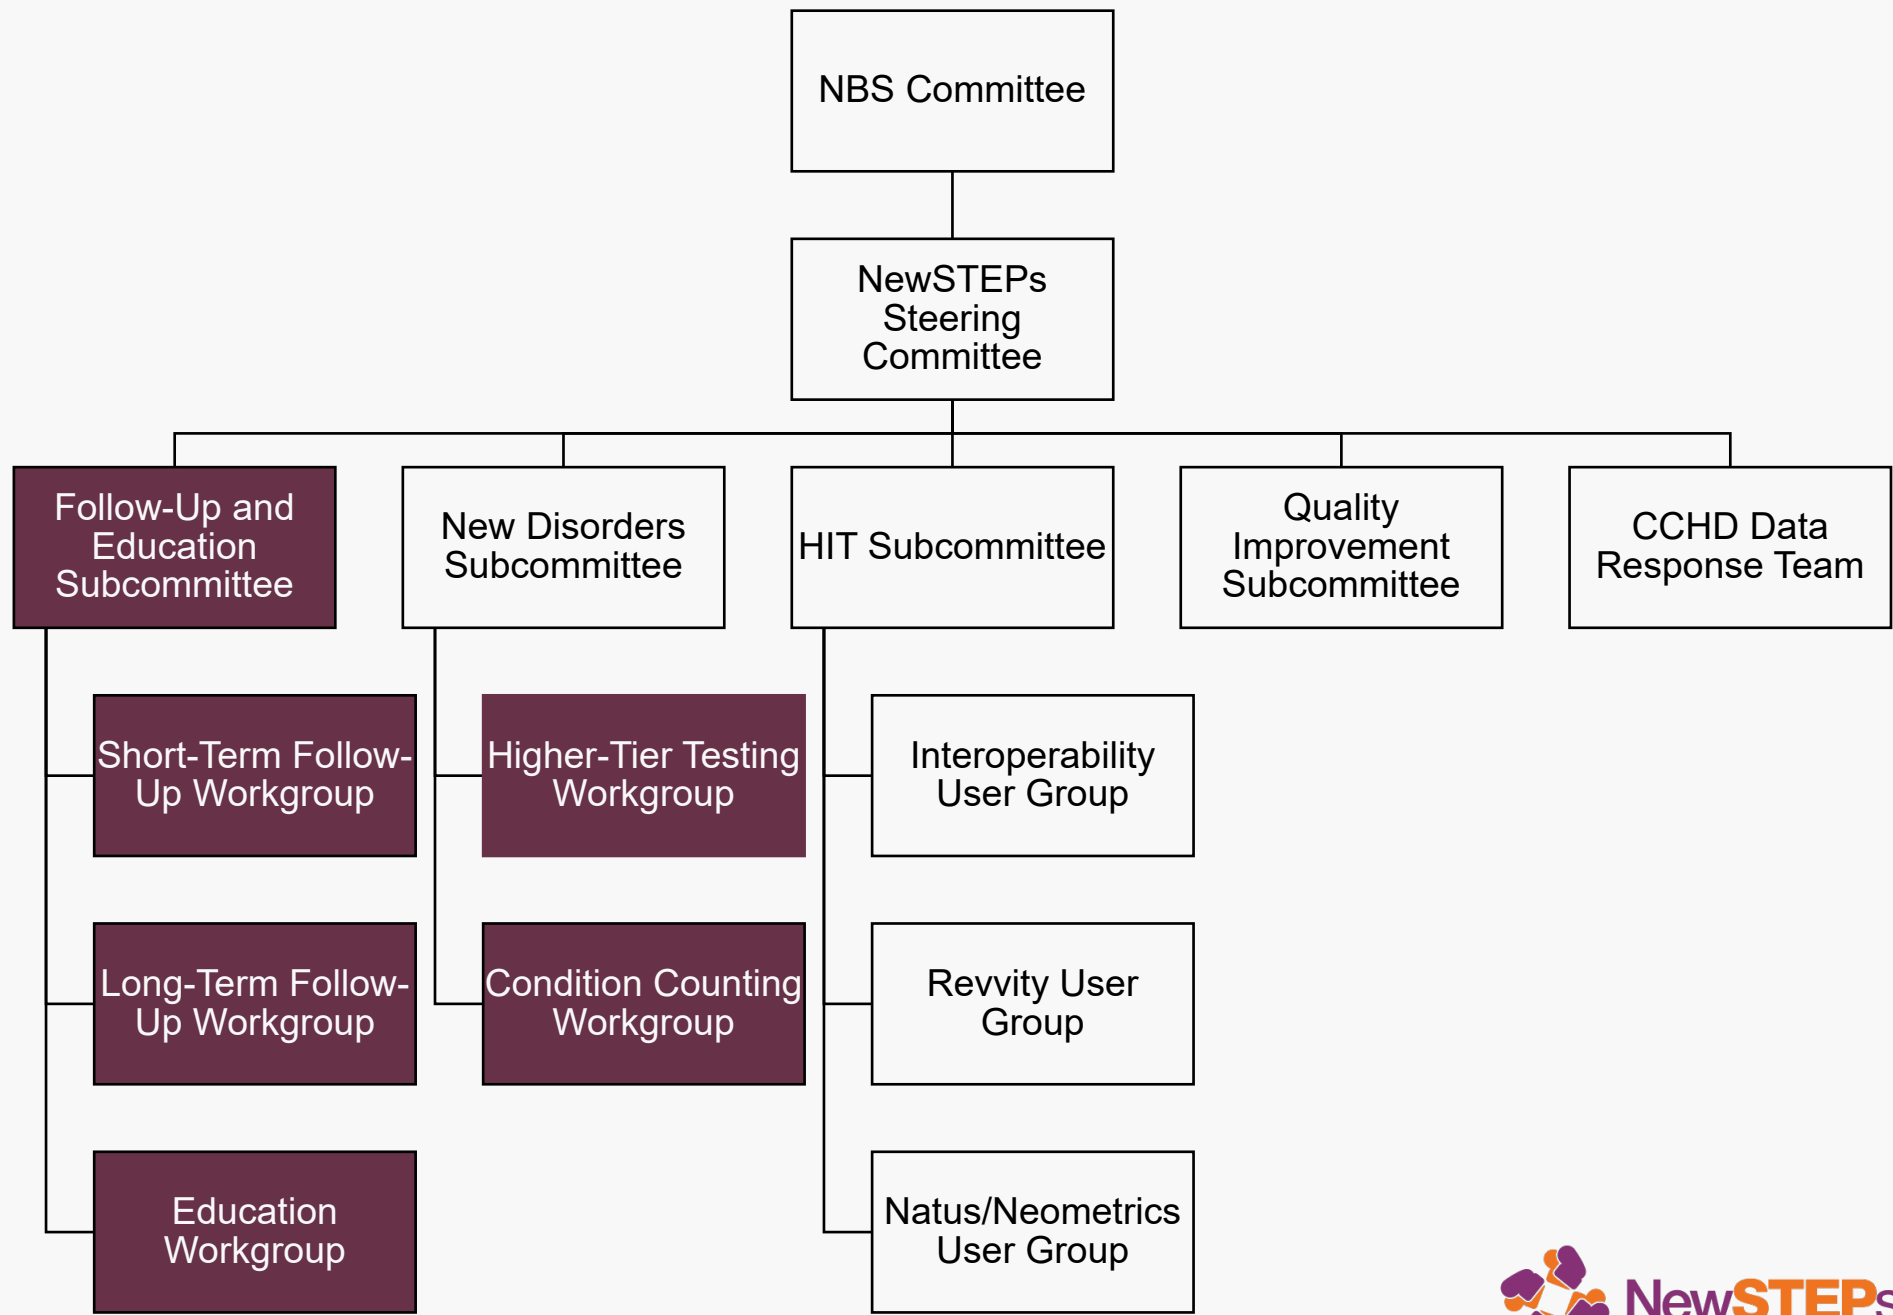 NBS Committee
NewSTEPs
Steering
Committee
Follow-Up and
Education
Subcommittee
New Disorders
Subcommittee
HIT Subcommittee
Quality
Improvement
Subcommittee
CCHD Data
Response Team
Short-Term Follow-
Up Workgroup
Higher-Tier Testing
Workgroup
Interoperability
User Group
Long-Term Follow-
Up Workgroup
Condition Counting
Workgroup
Revvity User
Group
Education
Workgroup
Natus/Neometrics
User Group
NewSTEPs